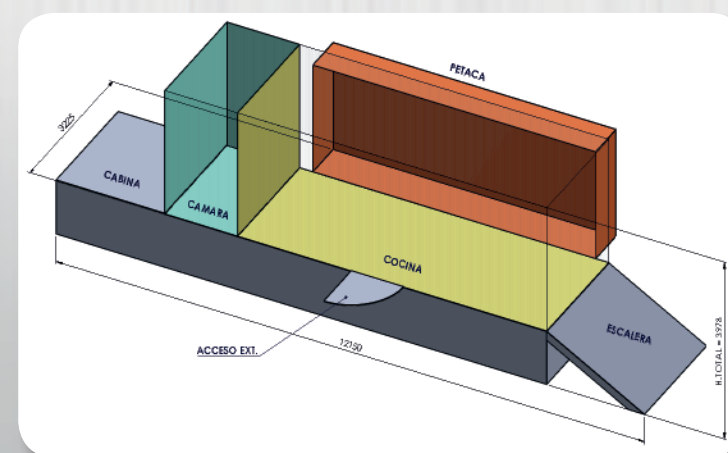 PETACA
3225
CABINA
CAMARA
COCINA
ESCALERA
ACCESO EXT.
12150
H.TOTAL = 3978